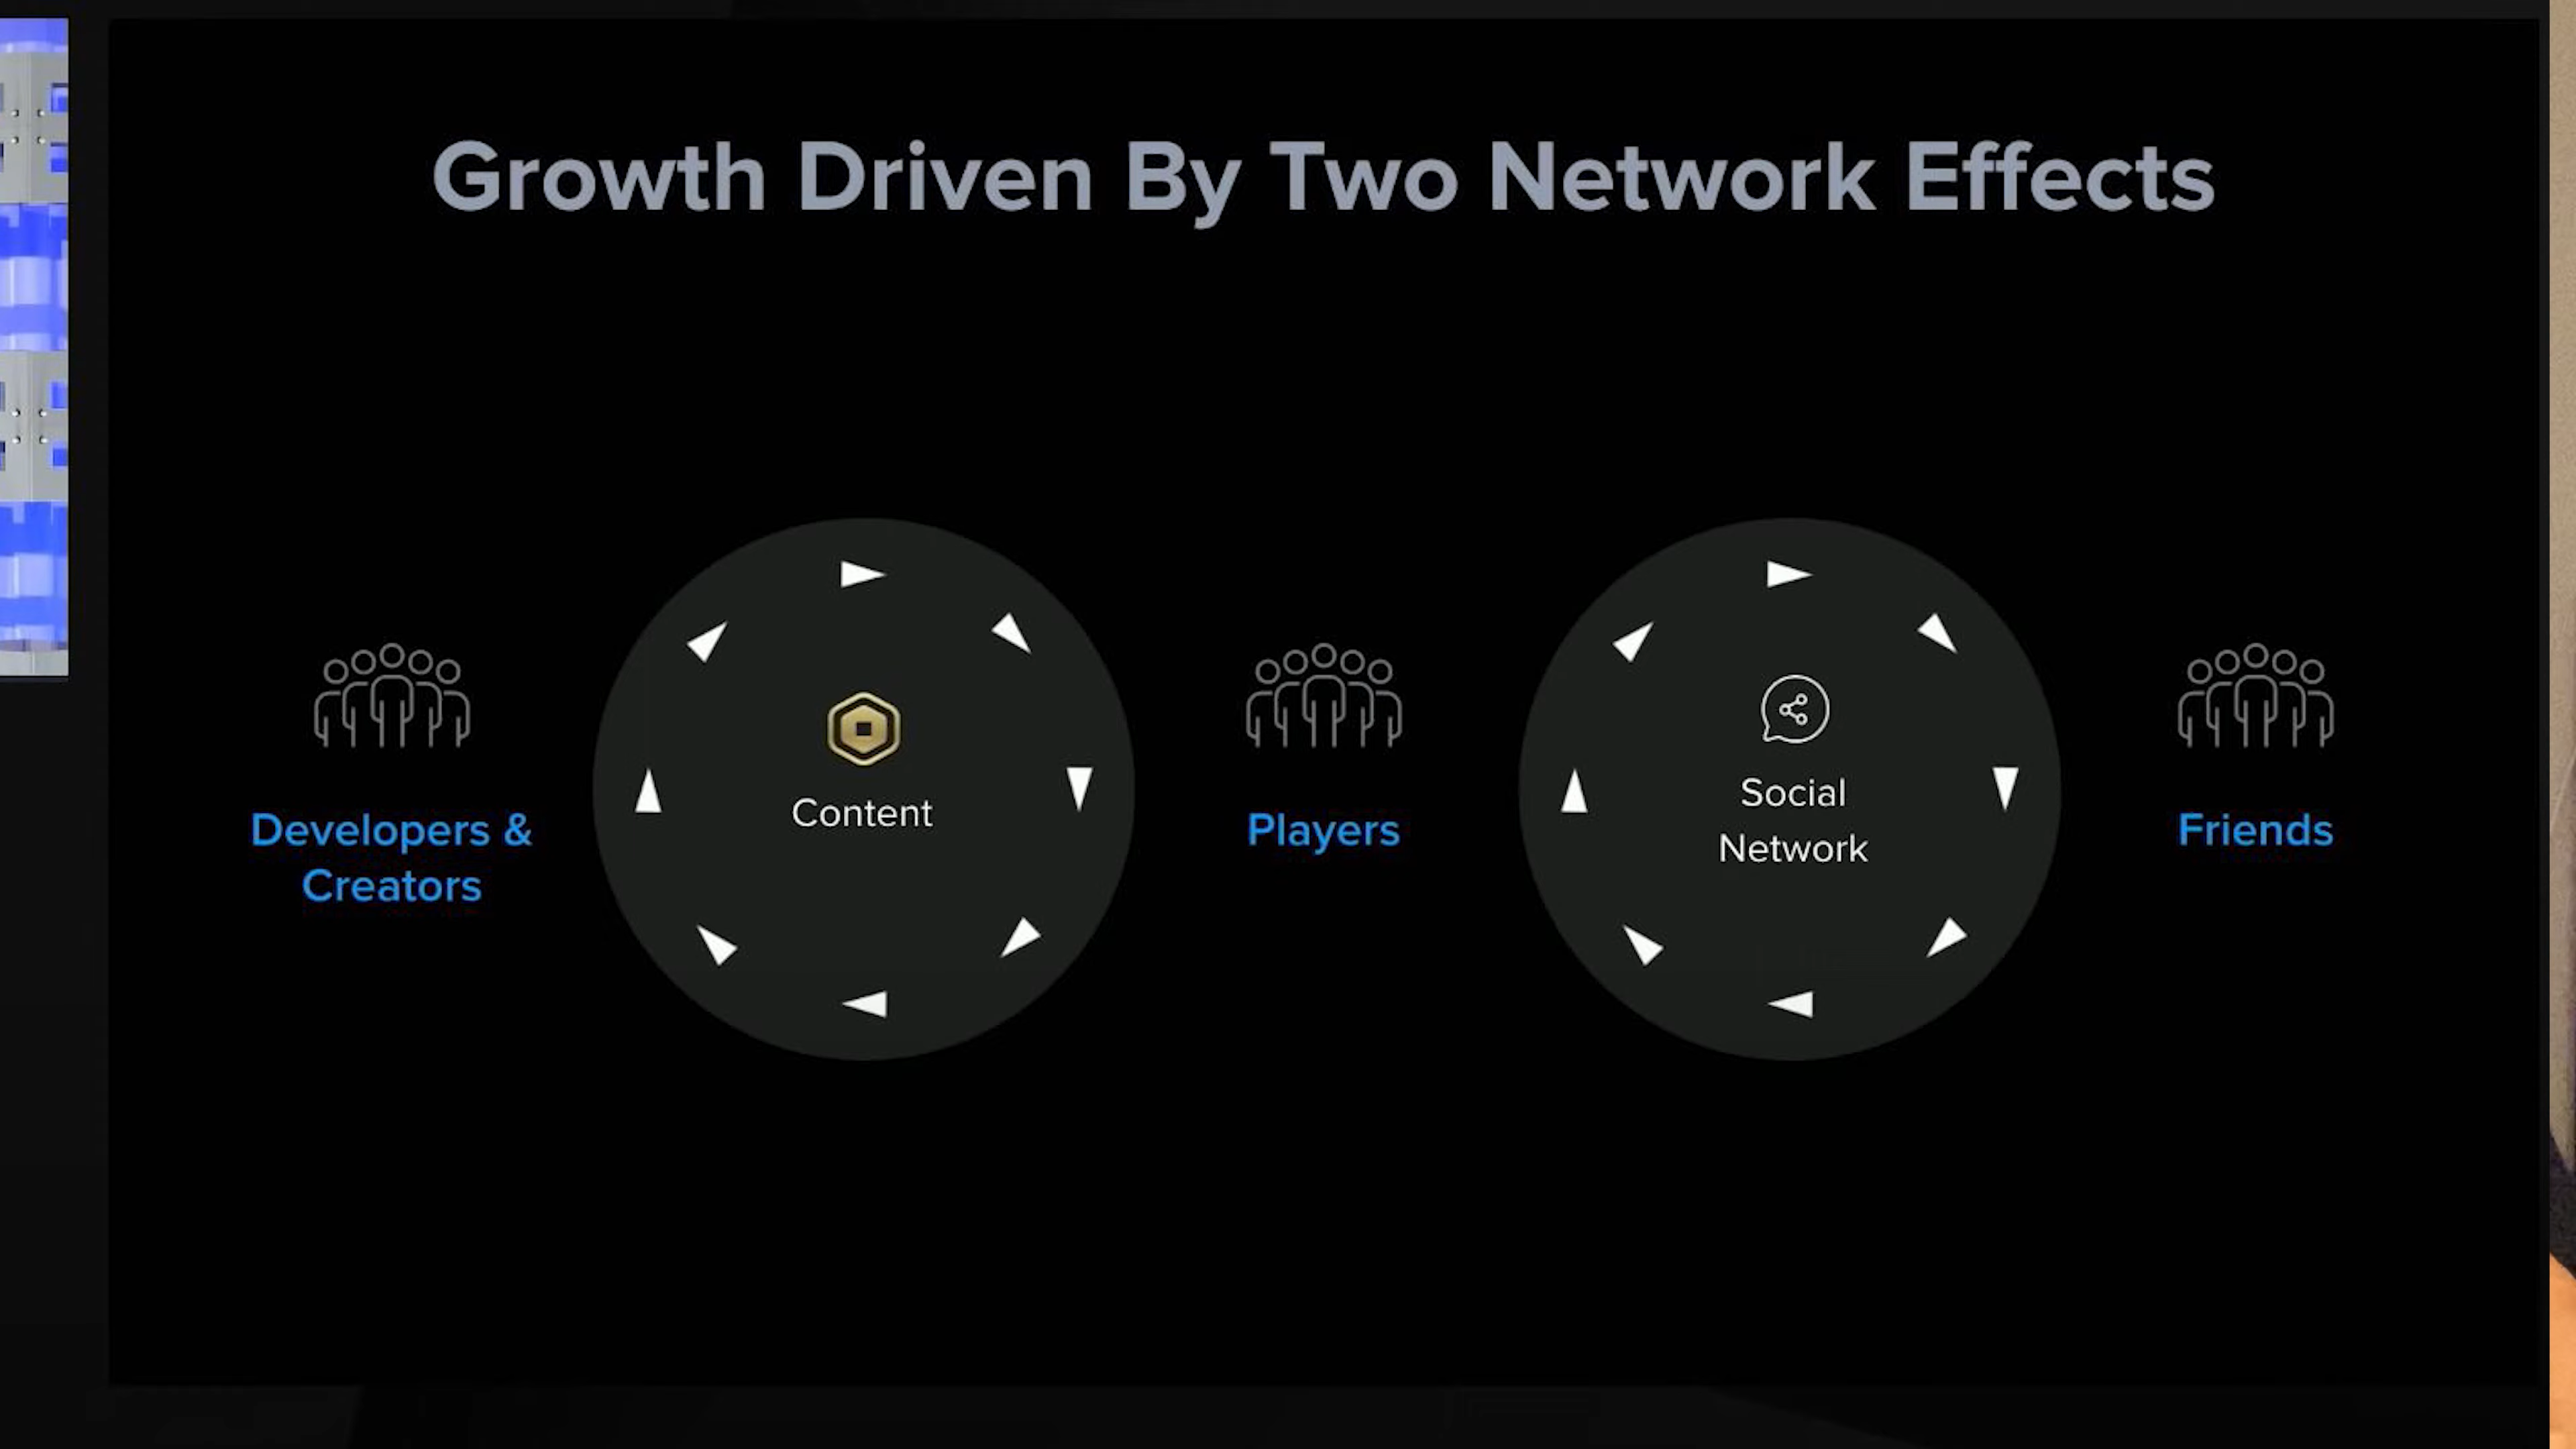 Growth Driven By Two Network Effects
Developers &
Creators
Content
Players
Social
Network
Friends